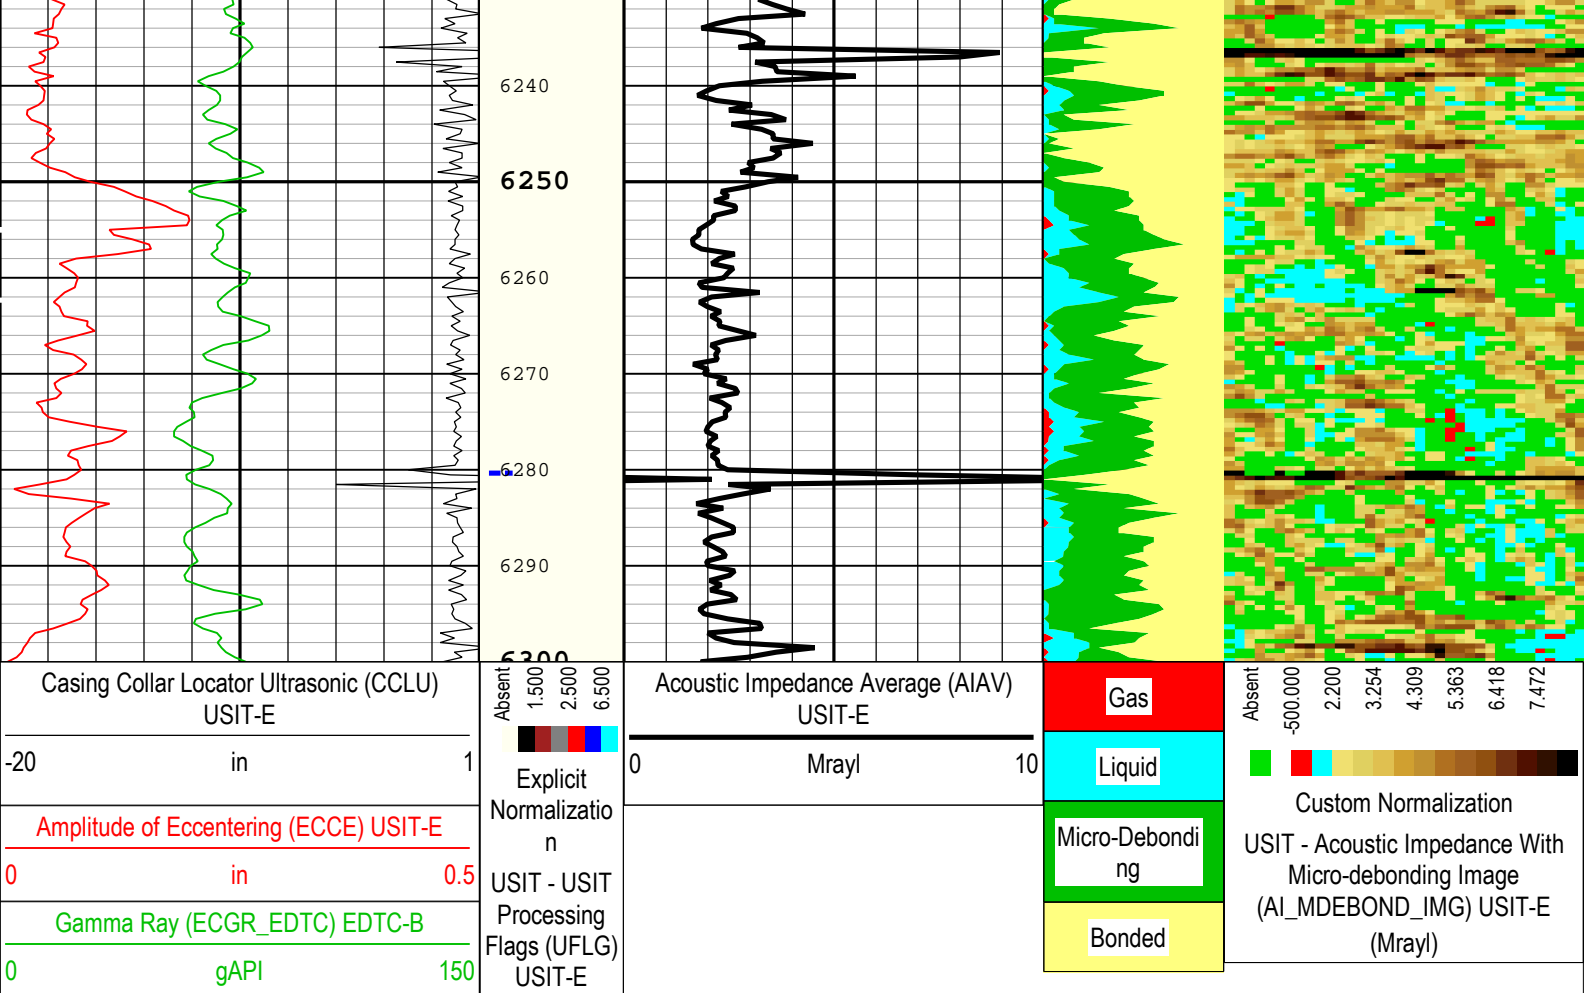 6240
6250
6260
6270
6280
6290
6300
Casing Collar Locator Ultrasonic (CCLU)
USIT-E
-20 in 1
Amplitude of Eccentering (ECCE) USIT-E
0 in 0.5
Gamma Ray (ECGR_EDTC) EDTC-B
0 gAPI 150
Absent
1.500
2.500
6.500
Explicit
Normalizatio
n
USIT - USIT
Processing
Flags (UFLG)
USIT-E
Acoustic Impedance Average (AIAV)
USIT-E
0 Mrayl 10
Gas
Liquid
Micro-Debondi
ng
Bonded
Absent
-500.000
2.200
3.254
4.309
5.363
6.418
7.472
Custom Normalization
USIT - Acoustic Impedance With
Micro-debonding Image
(AI_MDEBOND_IMG) USIT-E
(Mrayl)